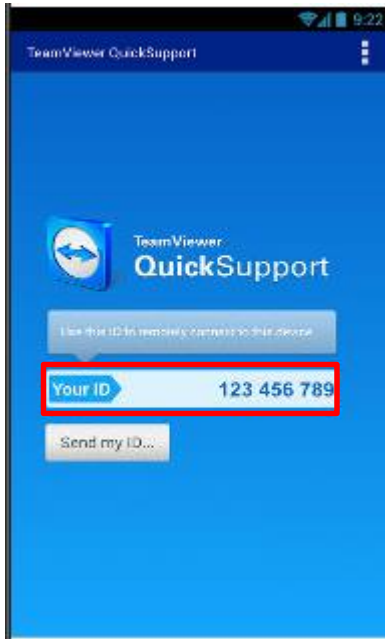 9:22
TeamViewer QuickSupport
TeamViewer
QuickSupport
Use this ID to remotely connect to this device
Your ID 123 456 789
Send my ID...